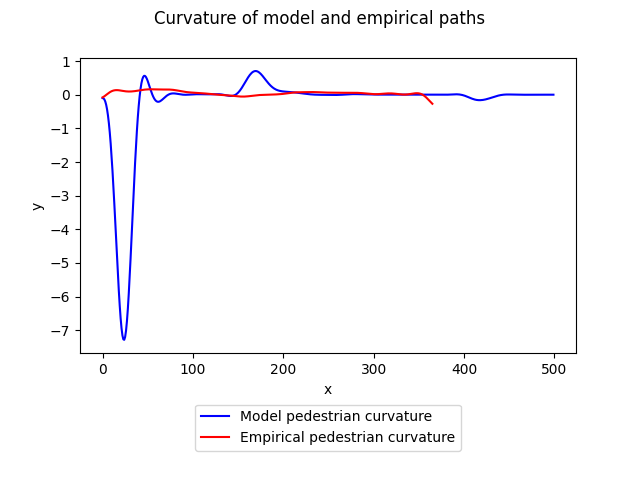 Curvature of model and empirical paths
1
0
−1
−2
−3
−4
−5
−6
−7
y
0 100 200 300 400 500
x
Model pedestrian curvature
Empirical pedestrian curvature